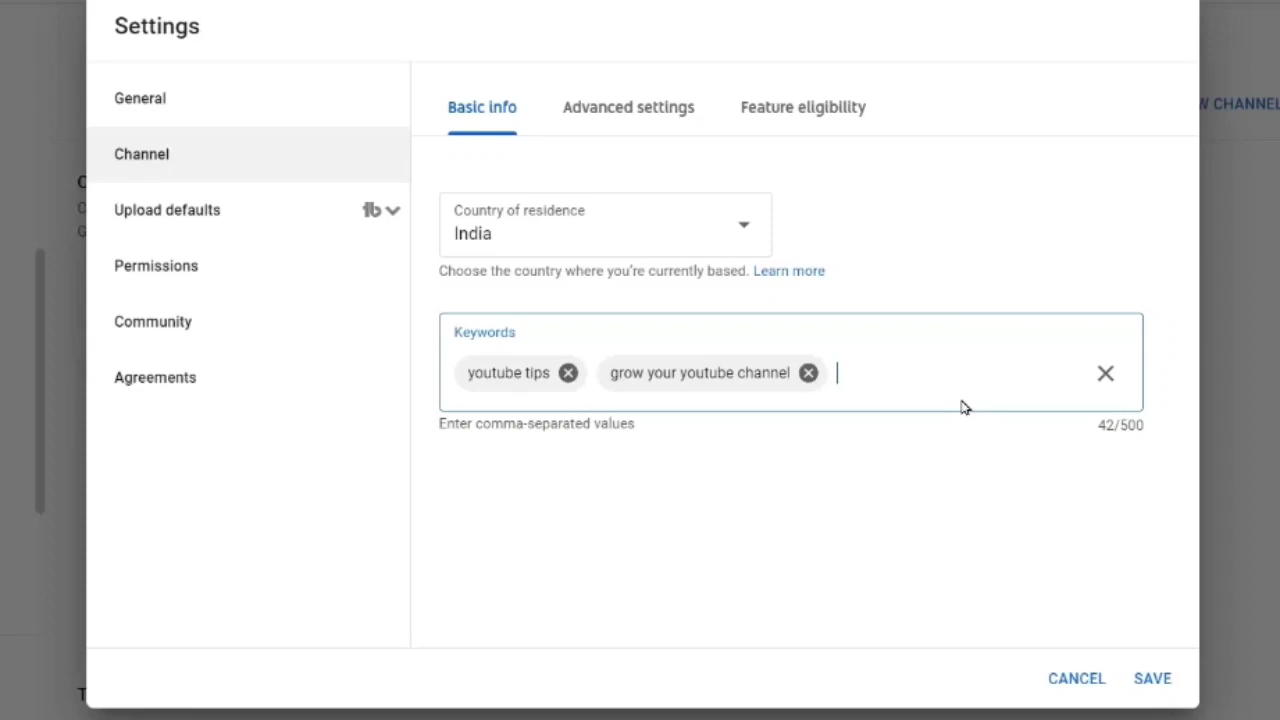 Settings
General
Channel
Upload defaults
Permissions
Community
Agreements
Basic info Advanced settings Feature eligibility
Country of residence
India
Choose the country where you're currently based. Learn more
Keywords
youtube tips grow your youtube channel
Enter comma-separated values 42/500
CANCEL SAVE
CHANNEL